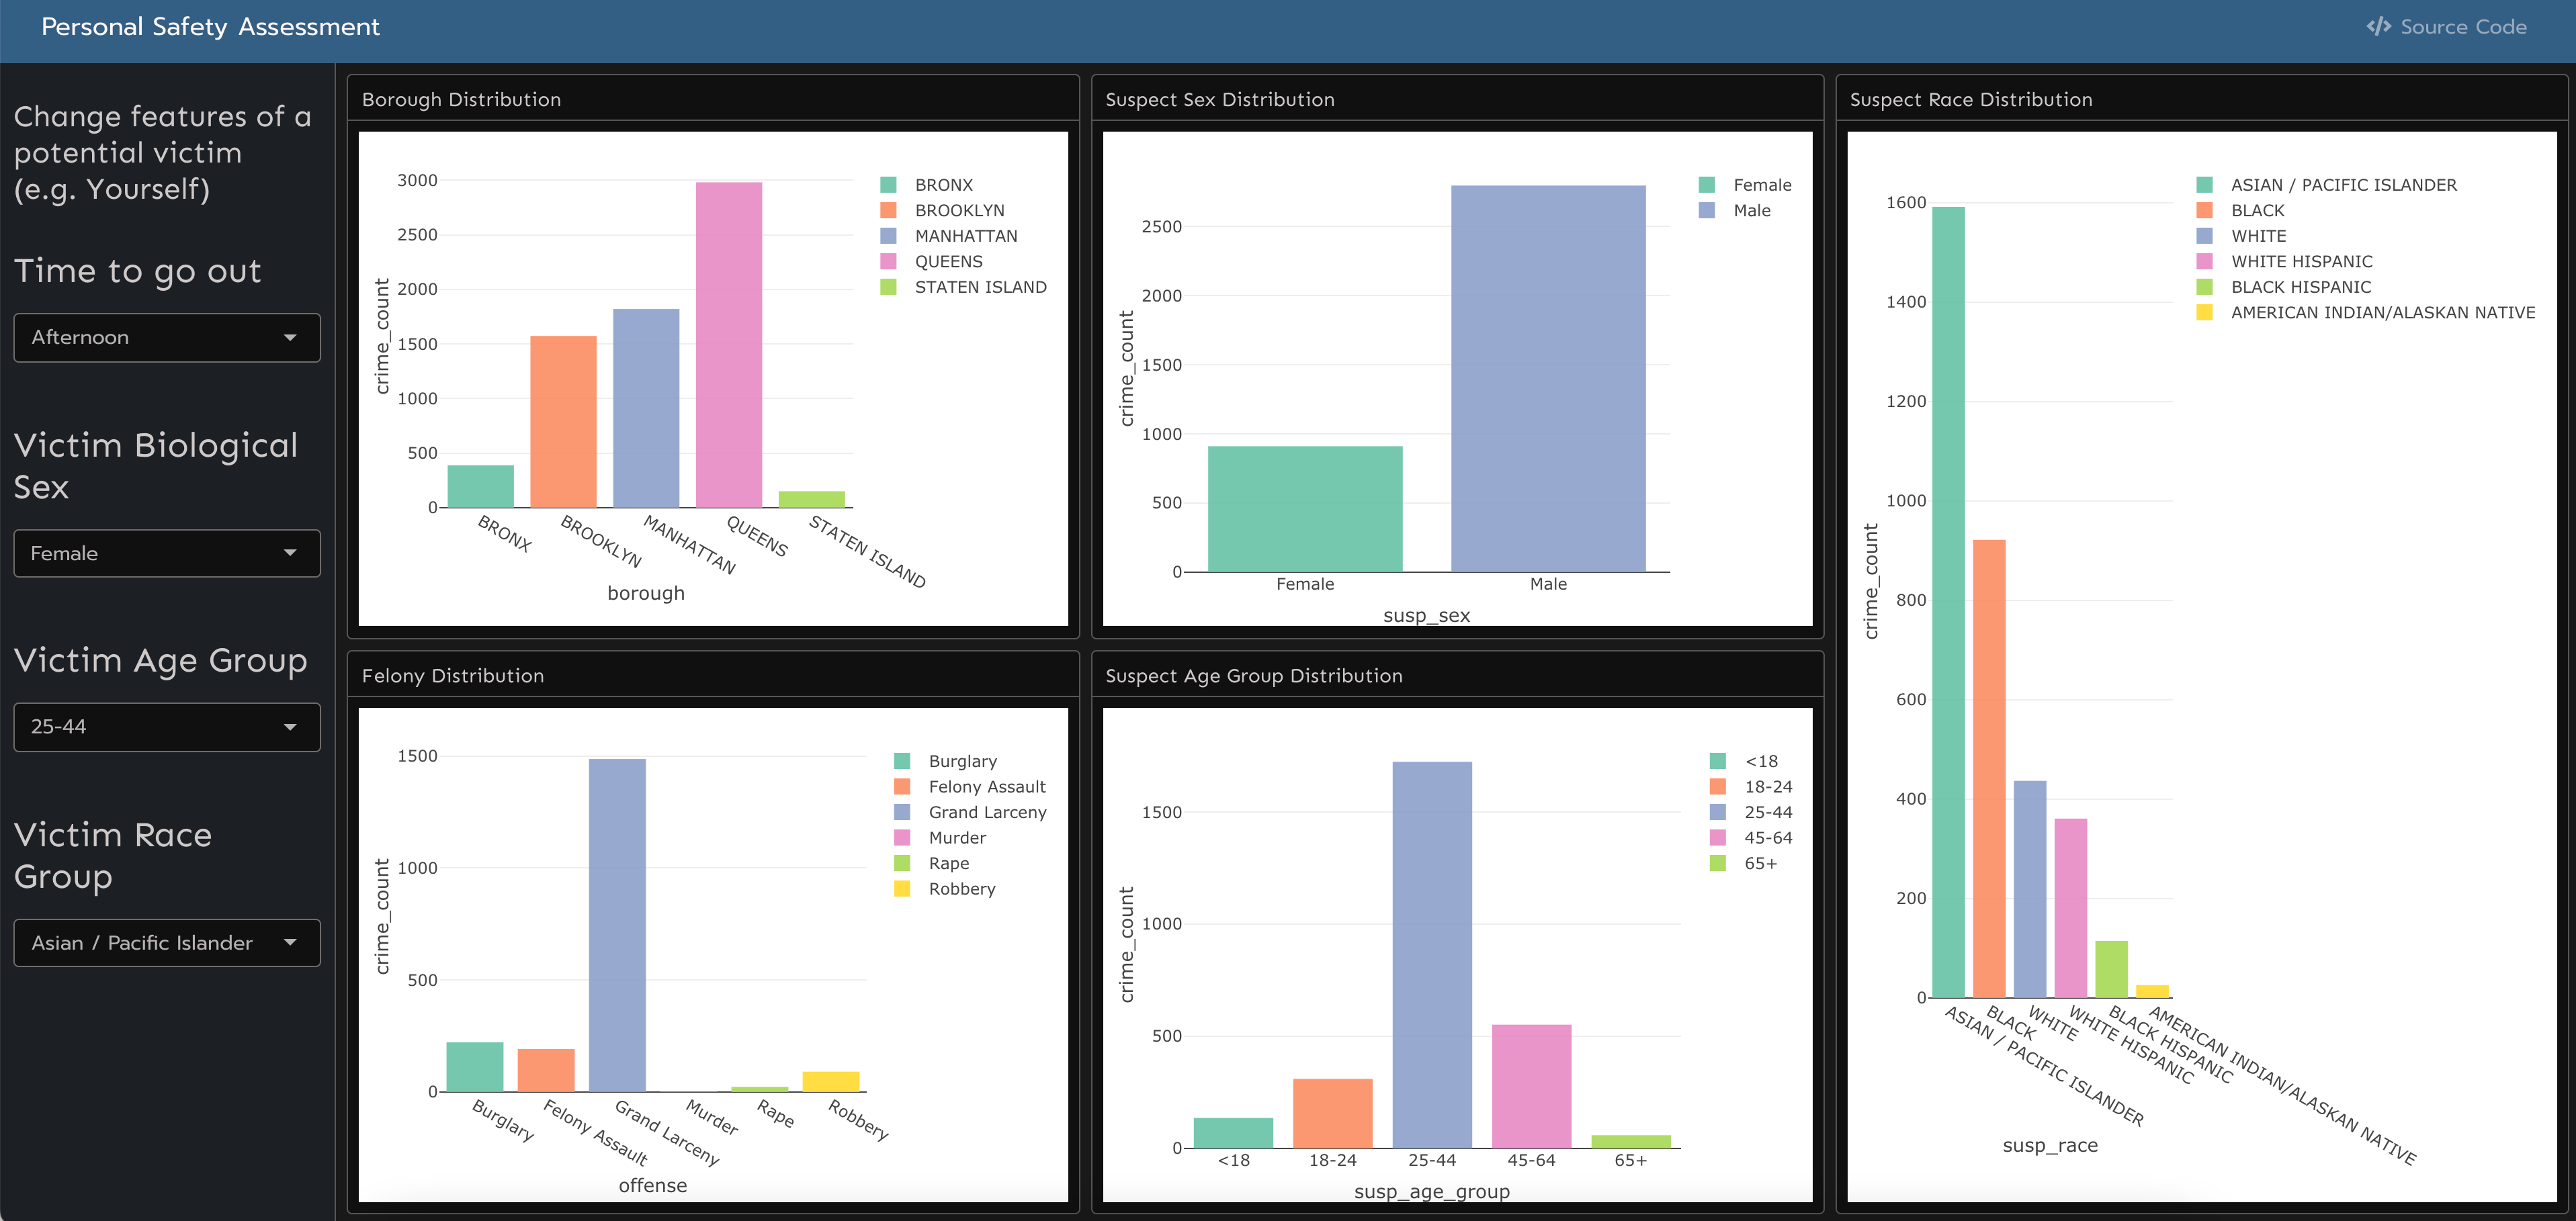 Personal Safety Assessment
Source Code
Change features of a
potential victim
(e.g. Yourself)
Time to go out
Afternoon
Victim Biological
Sex
Female
Victim Age Group
25-44
Victim Race
Group
Asian / Pacific Islander
Borough Distribution
3000
2500
2000
1500
1000
500
0
crime_count
BRONX
BROOKLYN
MANHATTAN
QUEENS
STATEN ISLAND
borough
BRONX
BROOKLYN
MANHATTAN
QUEENS
STATEN ISLAND
Suspect Sex Distribution
2500
2000
1500
1000
500
0
crime_count
Female
Male
susp_sex
Female
Male
Suspect Race Distribution
1600
1400
1200
1000
800
600
400
200
0
crime_count
ASIAN / PACIFIC ISLANDER
BLACK
WHITE
WHITE HISPANIC
BLACK HISPANIC
AMERICAN INDIAN/ALASKAN NATIVE
susp_race
ASIAN / PACIFIC ISLANDER
BLACK
WHITE
WHITE HISPANIC
BLACK HISPANIC
AMERICAN INDIAN/ALASKAN NATIVE
Felony Distribution
1500
1000
500
0
crime_count
Burglary
Felony Assault
Grand Larceny
Murder
Rape
Robbery
offense
Burglary
Felony Assault
Grand Larceny
Murder
Rape
Robbery
Suspect Age Group Distribution
1500
1000
500
0
crime_count
<18
18-24
25-44
45-64
65+
susp_age_group
<18
18-24
25-44
45-64
65+